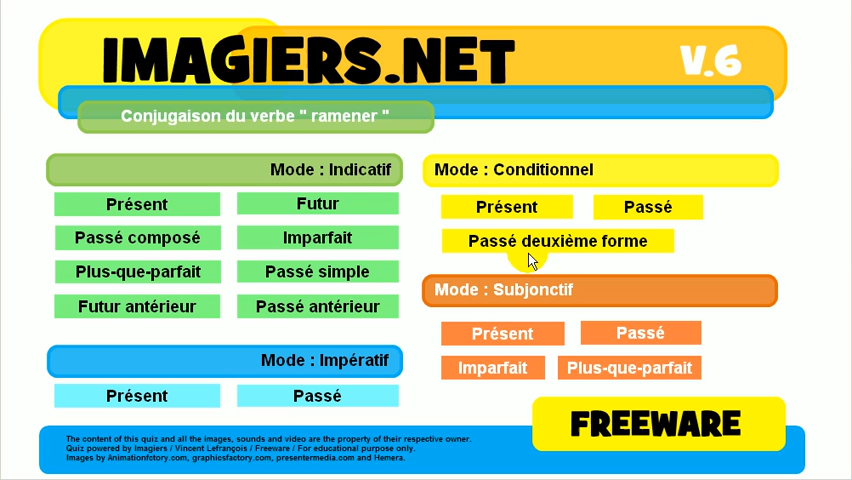 IMAGIERS.NET
V.6
Conjugaison du verbe " ramener "
Mode : Indicatif
Présent
Futur
Passé composé
Imparfait
Plus-que-parfait
Passé simple
Futur antérieur
Passé antérieur
Mode : Impératif
Présent
Passé
Mode : Conditionnel
Présent
Passé
Passé deuxième forme
Mode : Subjonctif
Présent
Passé
Imparfait
Plus-que-parfait
FREEWARE
The content of this quiz and all the images, sounds and video are the property of their respective owner.
Quiz powered by Imagiers / Vincent Lefrançois / Freeware / For educational purpose only.
Images by Animationfctory.com, graphicsfactory.com, presentermedia.com and Hemera.